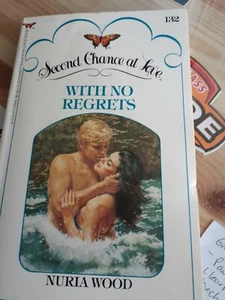 132
Second Chance at Love
WITH NO
REGRETS
NURIA WOOD